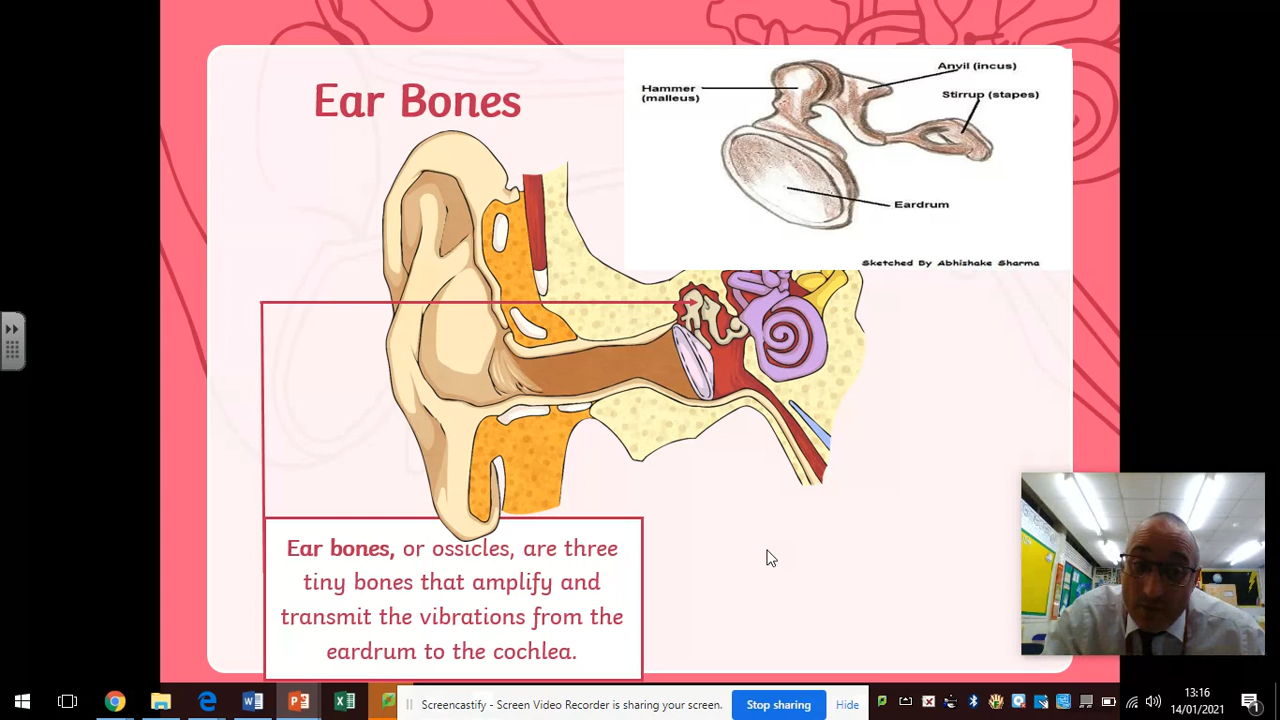 Ear Bones
Hammer
(malleus)
Anvil (incus)
Stirrup (stapes)
Eardrum
Sketched By Abhishake Sharma
Ear bones, or ossicles, are three
tiny bones that amplify and
transmit the vibrations from the
eardrum to the cochlea.
Screencastify - Screen Video Recorder is sharing your screen.
Stop sharing
Hide
13:16
14/01/2021
1